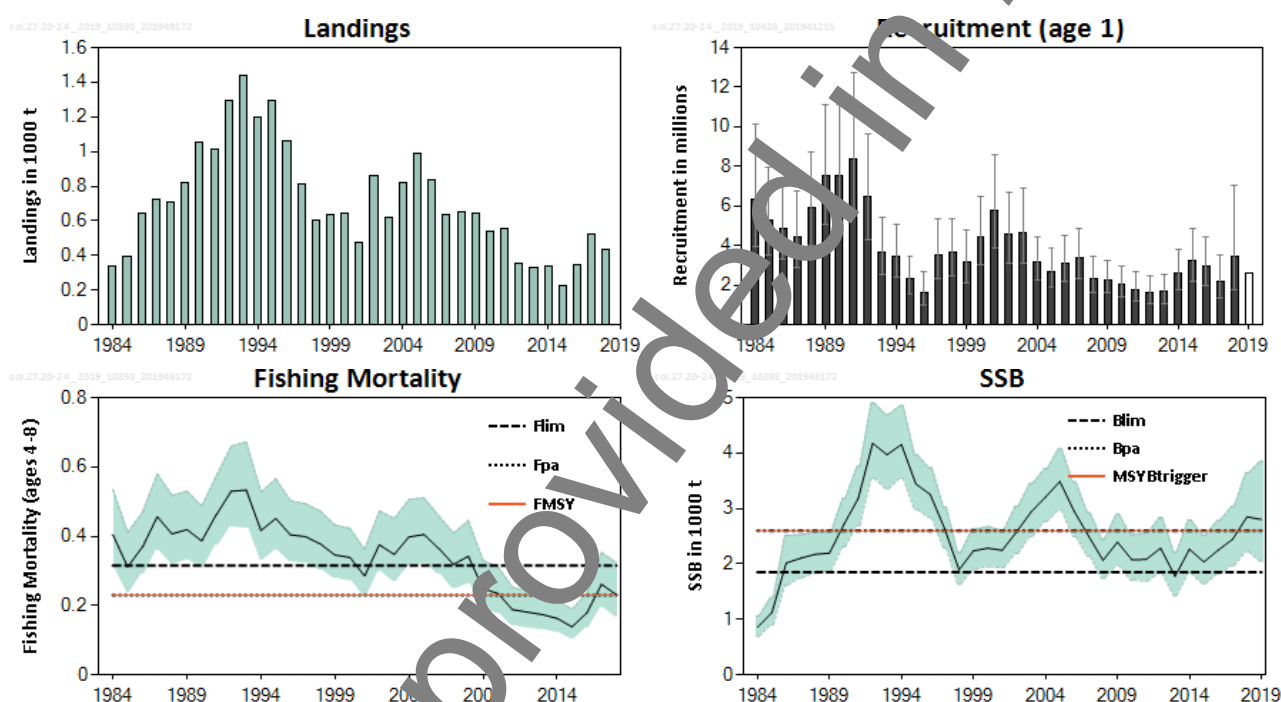 sol.27.20-24_2019_10398_201949172
Landings
Landings in 1000 t
1.6
1.4
1.2
1
0.8
0.6
0.4
0.2
0
1984 1989 1994 1999 2004 2009 2014 2019
sol.27.20-24_2019_10426_201941215
Recruitment (age 1)
Recruitment in millions
14
12
10
8
6
4
2
1984 1989 1994 1999 2004 2009 2014 2019
Fishing Mortality
sol.27.20-24_2019_10398_201949172
Fishing Mortality (ages 4-8)
0.8
0.6
0.4
0.2
0
Flim
Fpa
FMSY
1984 1989 1994 1999 2014
SSB
2019_10398_201949172
SSB in 1000 t
5
4
3
2
1
0
Blim
Bpa
MSYBtrigger
1984 1989 1994 1999 2004 2009 2014 2019
provided in